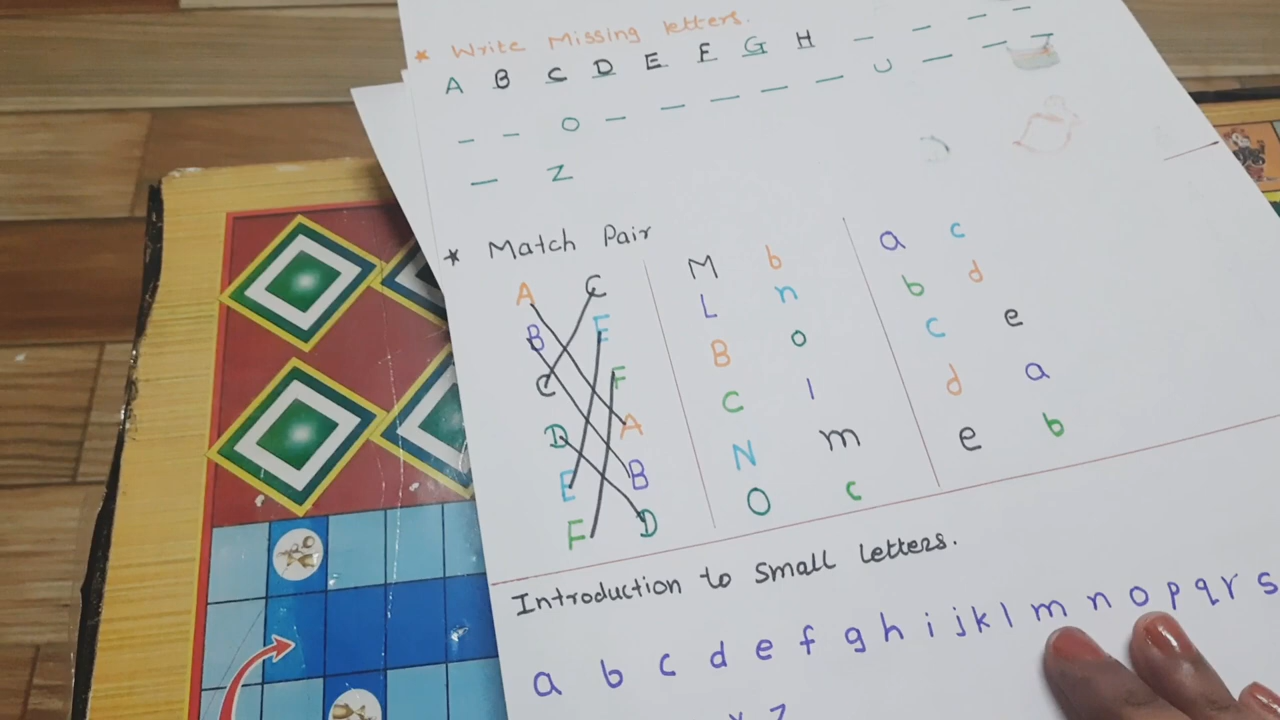 * Write Missing letters.
A B C D E F G H _ _ _ _
_ _ O _ _ _ _ _ U _ _ _
_ Z
* Match Pair
A C M b a c
B E L n b d
C F B o c e
D A C l d a
E B N m e b
F D O c
Introduction to small letters.
a b c d e f g h i j k l m n o p q r s
y z